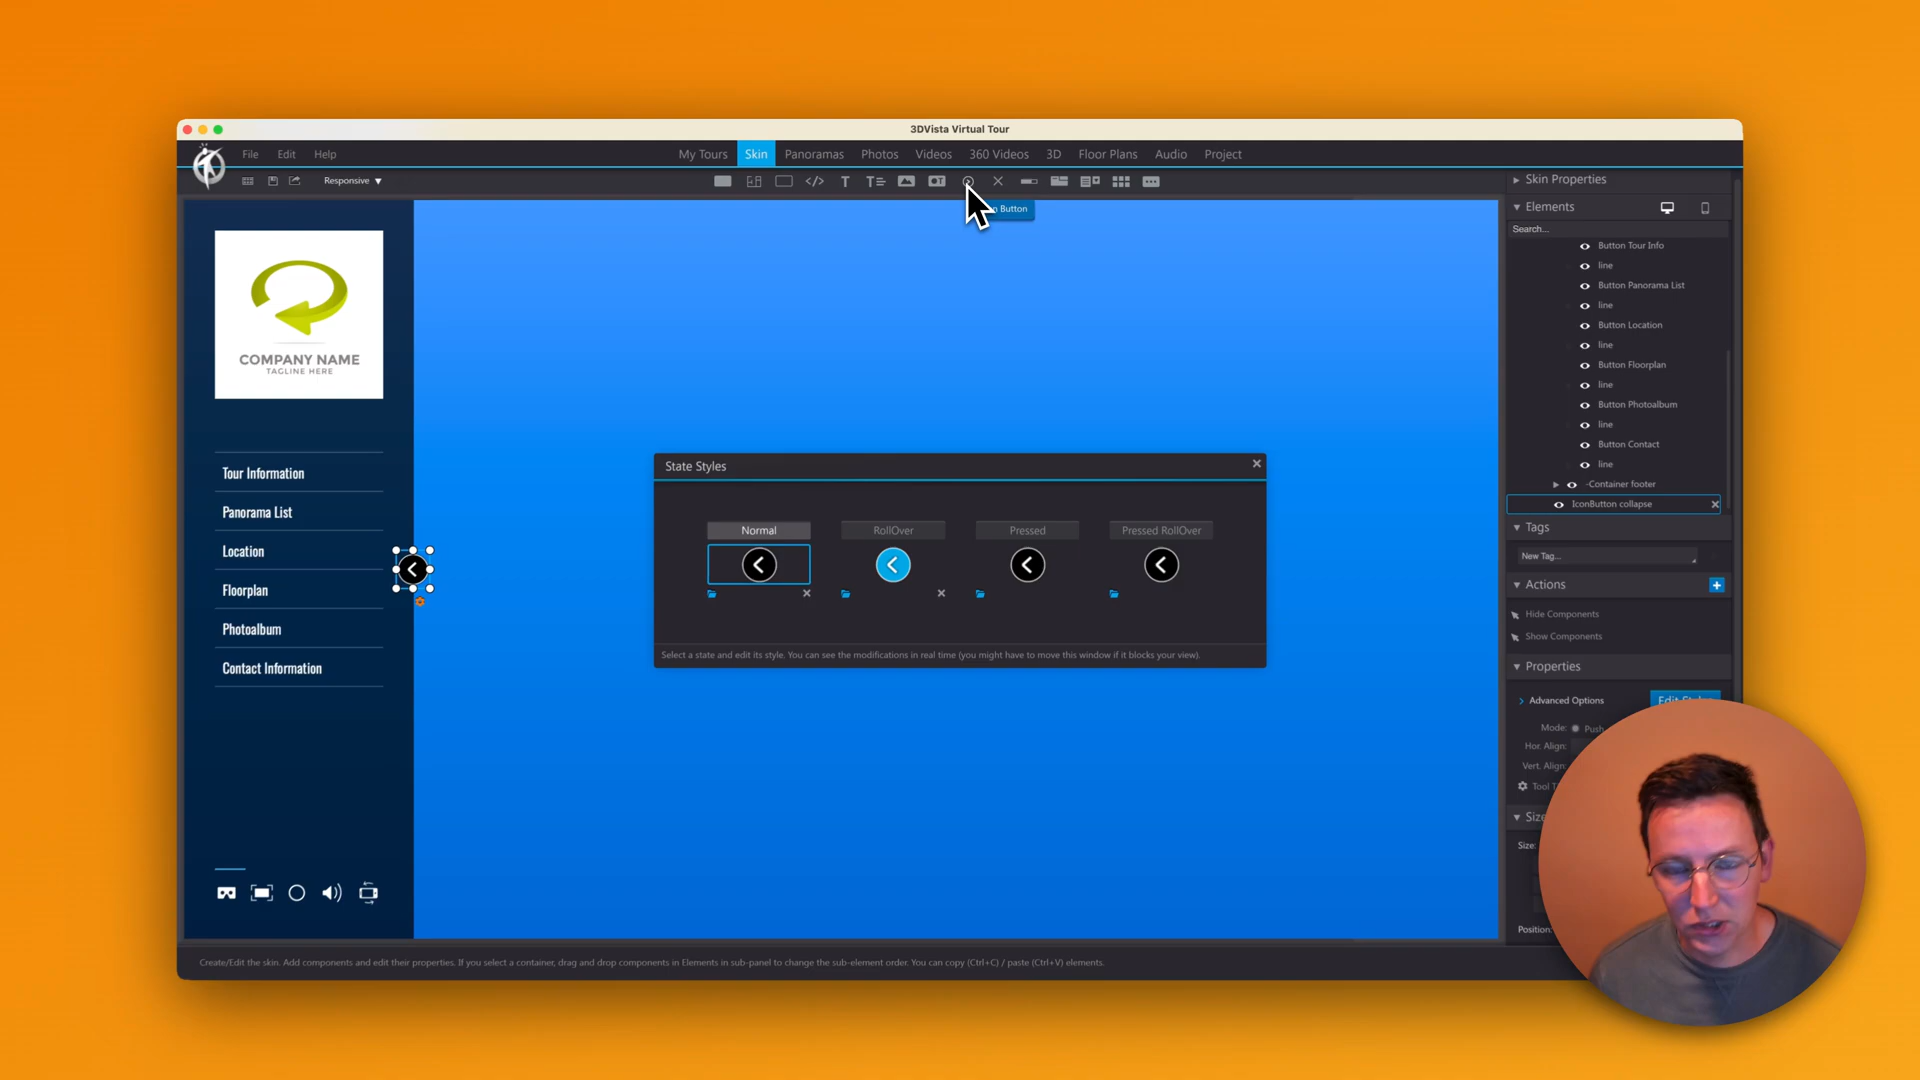 3DVista Virtual Tour
File Edit Help
My Tours Skin Panoramas Photos Videos 360 Videos 3D Floor Plans Audio Project
Responsive
Button
COMPANY NAME
TAGLINE HERE
Tour Information
Panorama List
Location
Floorplan
Photoalbum
Contact Information
State Styles
Normal RollOver Pressed Pressed RollOver
Select a state and edit its style. You can see the modifications in real time (you might have to move this window if it blocks your view).
Skin Properties
Elements
Search...
Button Tour Info
line
Button Panorama List
line
Button Location
line
Button Floorplan
line
Button Photoalbum
line
Button Contact
line
-Container footer
IconButton collapse
Tags
New Tag...
Actions
Hide Components
Show Components
Properties
Advanced Options
Mode: Push
Hor. Align:
Vert. Align:
Tool
Size:
Position:
Create/Edit the skin. Add components and edit their properties. If you select a container, drag and drop components in Elements in sub-panel to change the sub-element order. You can copy (Ctrl+C) / paste (Ctrl+V) elements.